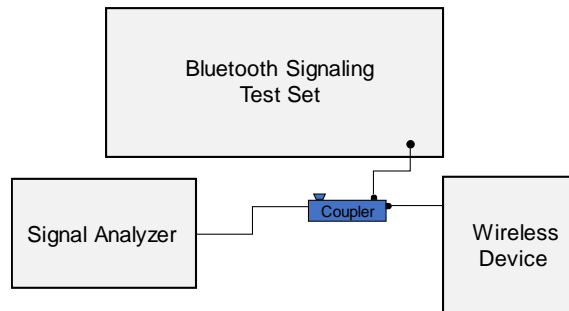 Bluetooth Signaling
Test Set
Coupler
Signal Analyzer
Wireless
Device